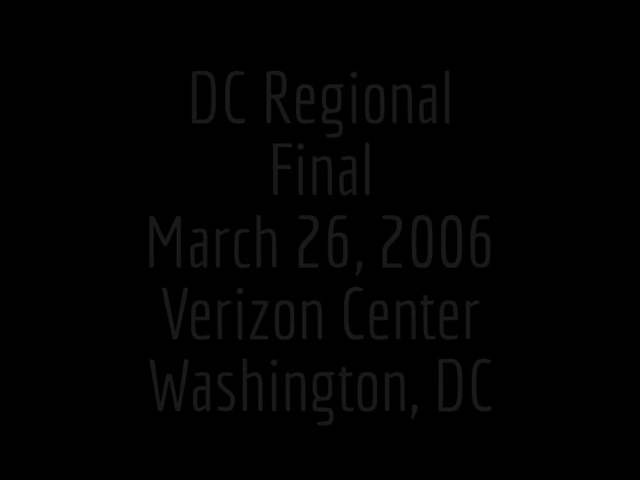 DC Regional
Final
March 26, 2006
Verizon Center
Washington, DC